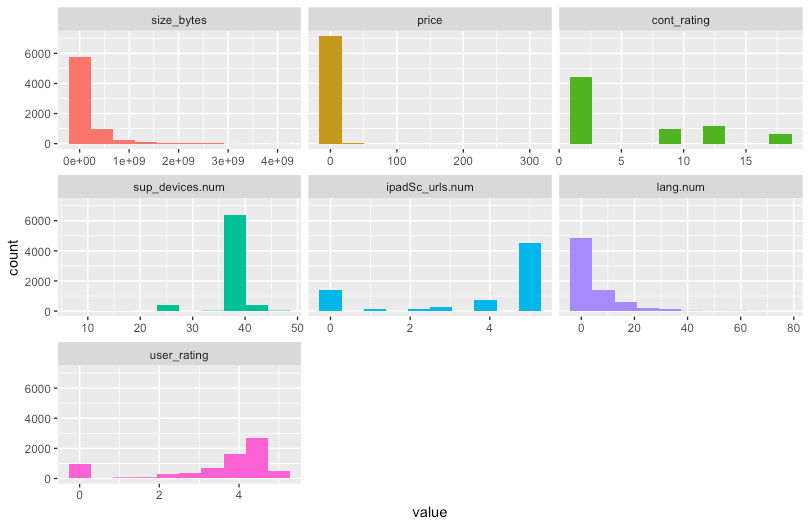 size_bytes price cont_rating
6000
4000
2000
0
0e+00 1e+09 2e+09 3e+09 4e+09 0 100 200 300 0 5 10 15
sup_devices.num ipadSc_urls.num lang.num
6000
4000
2000
0
10 20 30 40 50 0 2 4 0 20 40 60 80
user_rating
6000
4000
2000
0
0 2 4
count
value